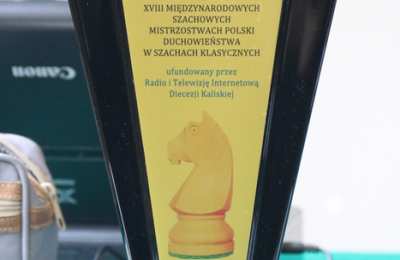 XVIII MIĘDZYNARODOWYCH
SZACHOWYCH
MISTRZOSTWACH POLSKI
DUCHOWIEŃSTWA
W SZACHACH KLASYCZNYCH
ufundowany przez
Radio i Telewizję Internetową
Diecezji Kaliskiej
Canon